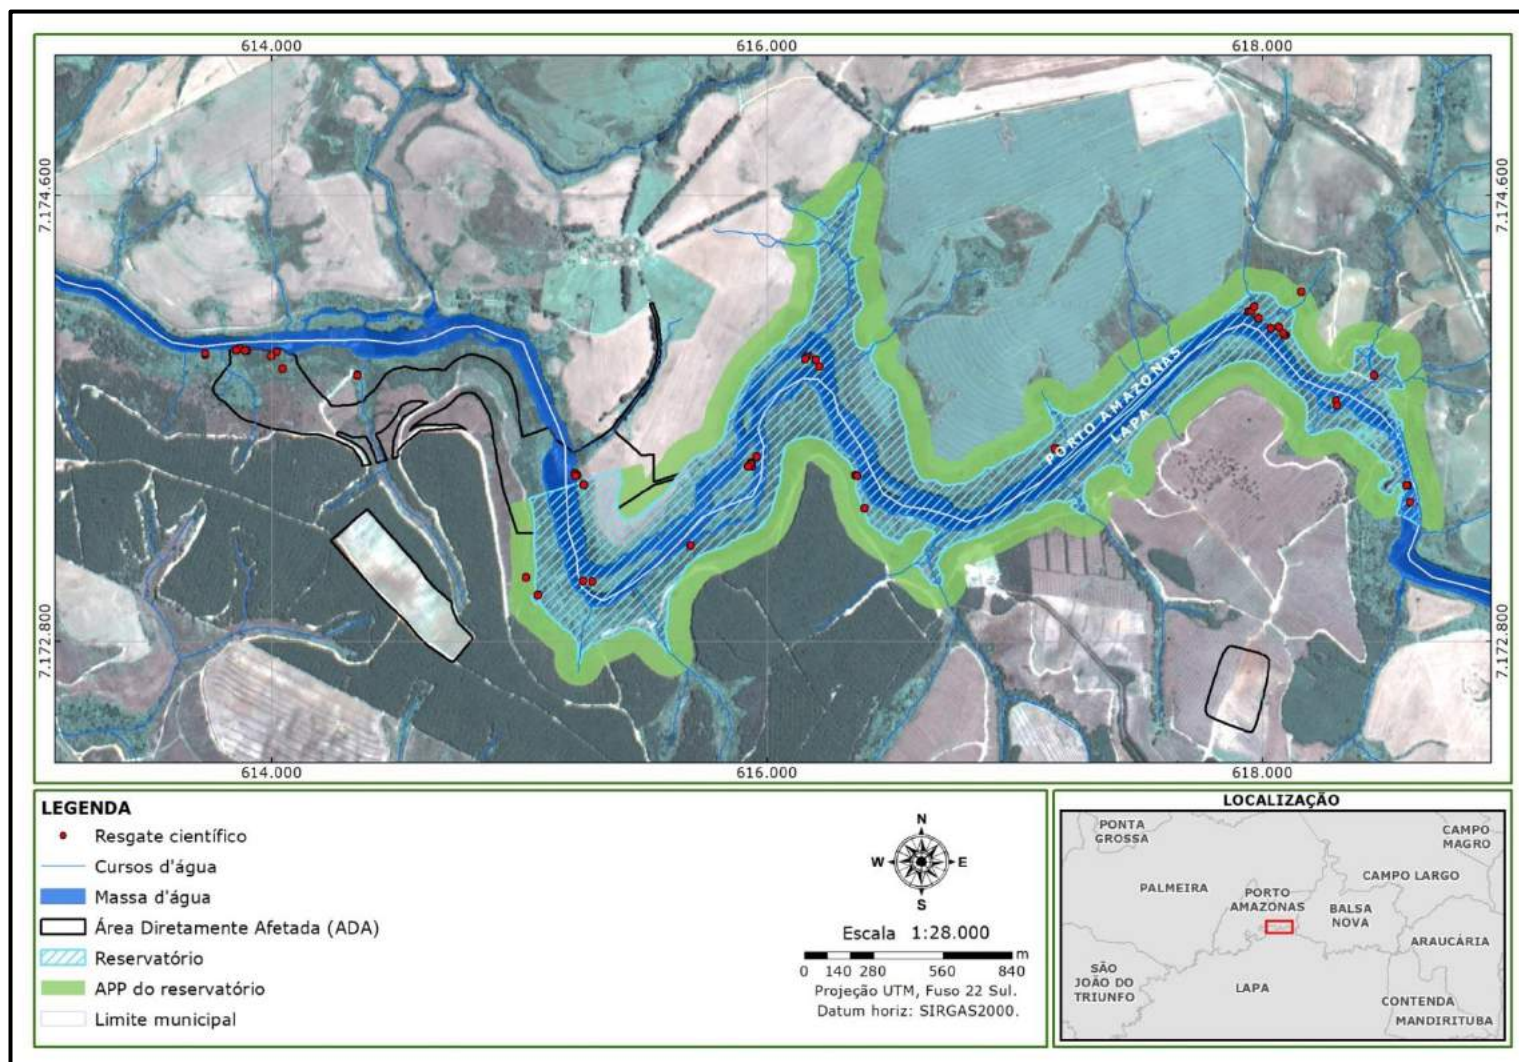 614.000 616.000 618.000
7.174.600 7.174.600
PORTO AMAZONAS
LAPA
7.172.800 7.172.800
614.000 616.000 618.000
LEGENDA
Resgate científico
Cursos d'água
Massa d'água
Área Diretamente Afetada (ADA)
Reservatório
APP do reservatório
Limite municipal
N
W E
S
Escala 1:28.000
m
0 140 280 560 840
Projeção UTM, Fuso 22 Sul.
Datum horiz: SIRGAS2000.
LOCALIZAÇÃO
PONTA
GROSSA
CAMPO
MAGRO
CAMPO LARGO
PALMEIRA
PORTO
AMAZONAS
BALSA
NOVA
ARAUCÁRIA
SÃO
JOÃO DO
TRIUNFO
LAPA
CONTENDA
MANDIRITUBA